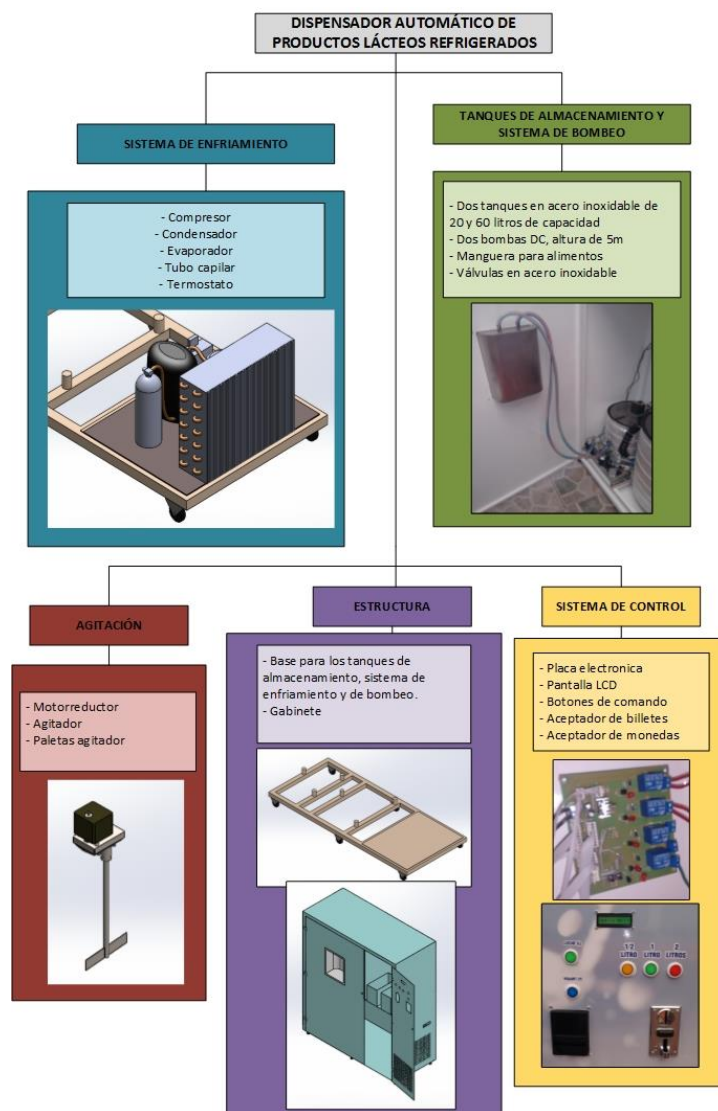 DISPENSADOR AUTOMÁTICO DE
PRODUCTOS LÁCTEOS REFRIGERADOS
SISTEMA DE ENFRIAMIENTO
- Compresor
- Condensador
- Evaporador
- Tubo capilar
- Termostato
TANQUES DE ALMACENAMIENTO Y
SISTEMA DE BOMBEO
- Dos tanques en acero inoxidable de
20 y 60 litros de capacidad
- Dos bombas DC, altura de 5m
- Manguera para alimentos
- Válvulas en acero inoxidable
AGITACIÓN
- Motorreductor
- Agitador
- Paletas agitador
ESTRUCTURA
- Base para los tanques de
almacenamiento, sistema de
enfriamiento y de bombeo.
- Gabinete
SISTEMA DE CONTROL
- Placa electronica
- Pantalla LCD
- Botones de comando
- Aceptador de billetes
- Aceptador de monedas
1/2
LITRO
1
LITRO
2
LITROS